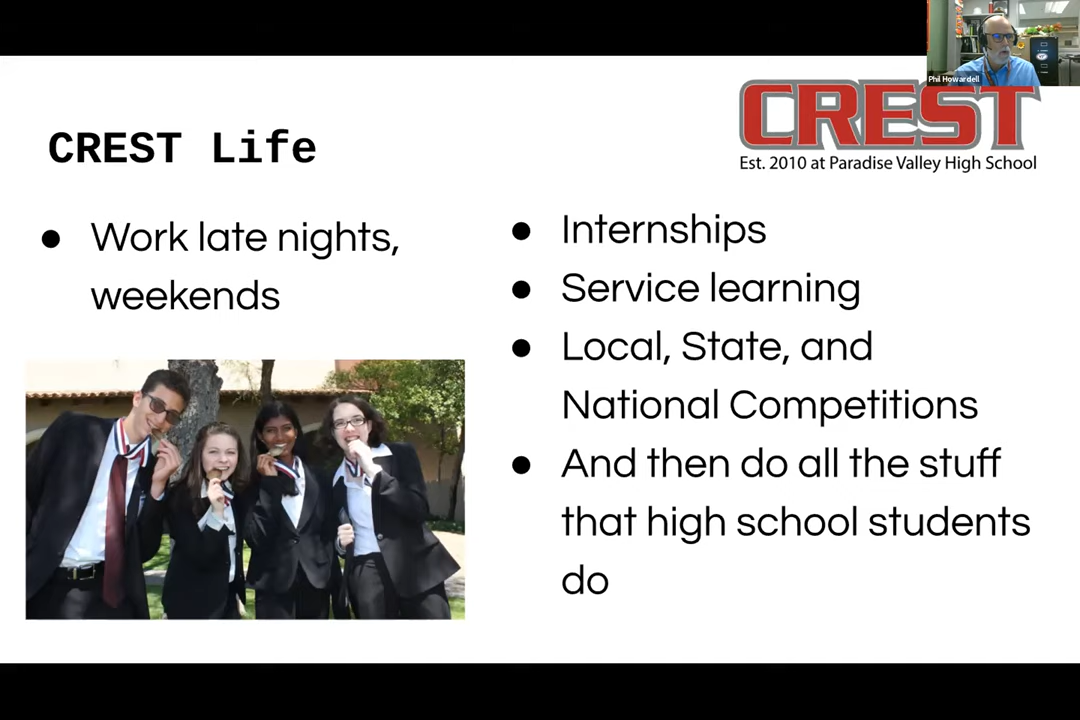 Phil Howardell
CREST
Est. 2010 at Paradise Valley High School
CREST Life
● Work late nights,
weekends
● Internships
● Service learning
● Local, State, and
National Competitions
● And then do all the stuff
that high school students
do